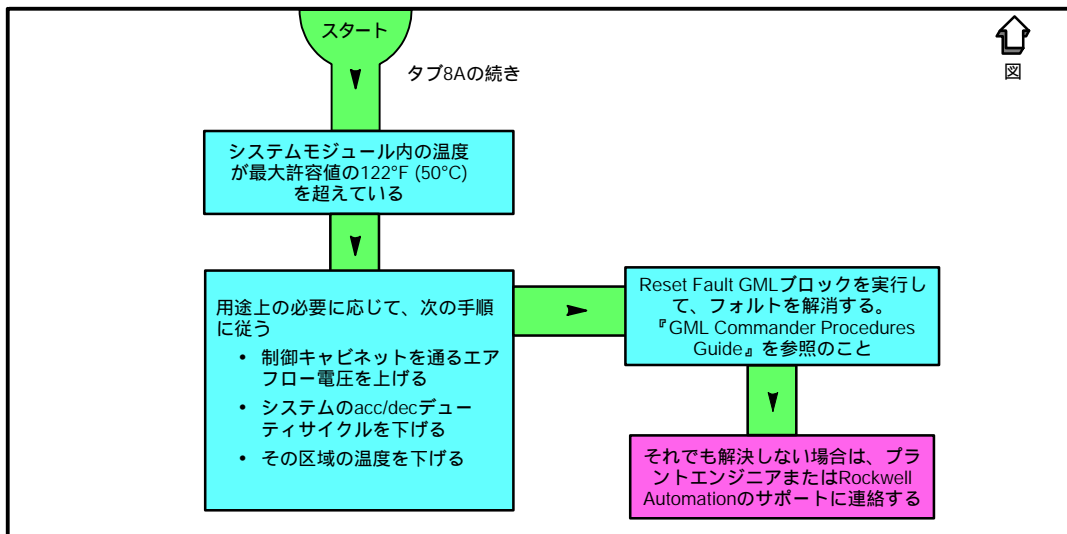 スタート
図
タブ8Aの続き
システムモジュール内の温度
が最大許容値の122°F (50°C)
を超えている
用途上の必要に応じて、次の手順
に従う
• 制御キャビネットを通るエア
フロー電圧を上げる
• システムのacc/decデュー
ティサイクルを下げる
• その区域の温度を下げる
Reset Fault GMLブロックを実行し
て、フォルトを解消する。
『GML Commander Procedures
Guide』を参照のこと
それでも解決しない場合は、プラ
ントエンジニアまたはRockwell
Automationのサポートに連絡する